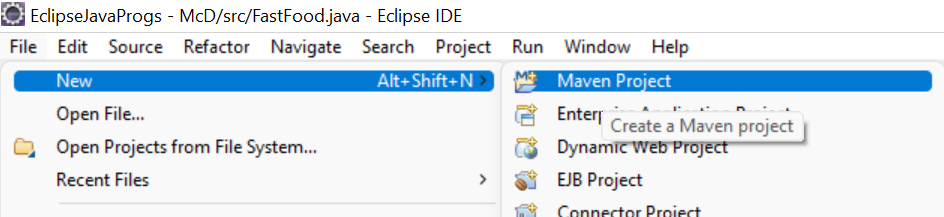 EclipseJavaProgs - McD/src/FastFood.java - Eclipse IDE
File Edit Source Refactor Navigate Search Project Run Window Help
New Alt+Shift+N > Maven Project
Open File...
Create a Maven project
Open Projects from File System... Dynamic Web Project
Recent Files > EJB Project
Connector Project